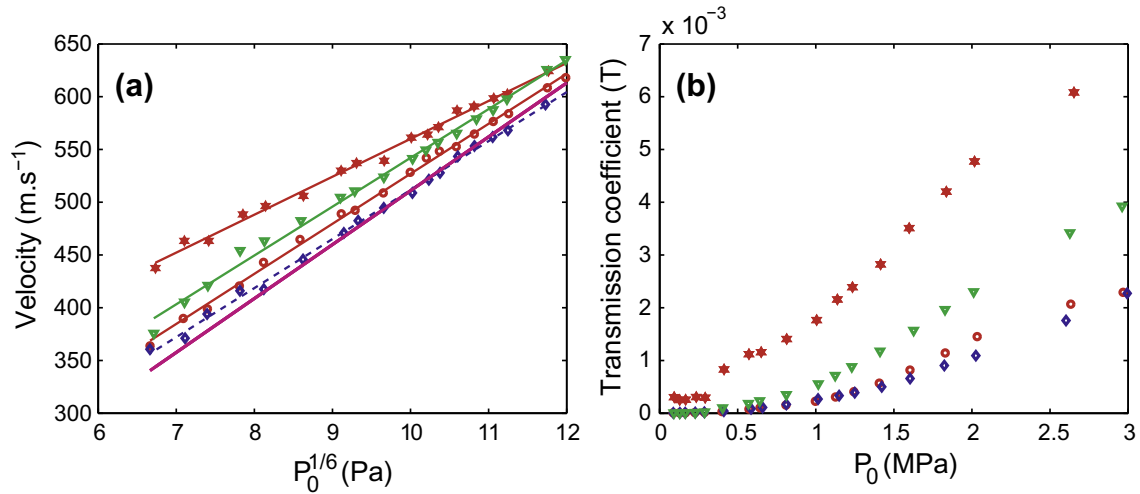 (a)
650
600
550
500
450
400
350
300
Velocity (m.s⁻¹)
6 7 8 9 10 11 12
P₀^1/6 (Pa)
x 10⁻³
(b)
7
6
5
4
3
2
1
0
Transmission coefficient (T)
0 0.5 1 1.5 2 2.5 3
P₀ (MPa)